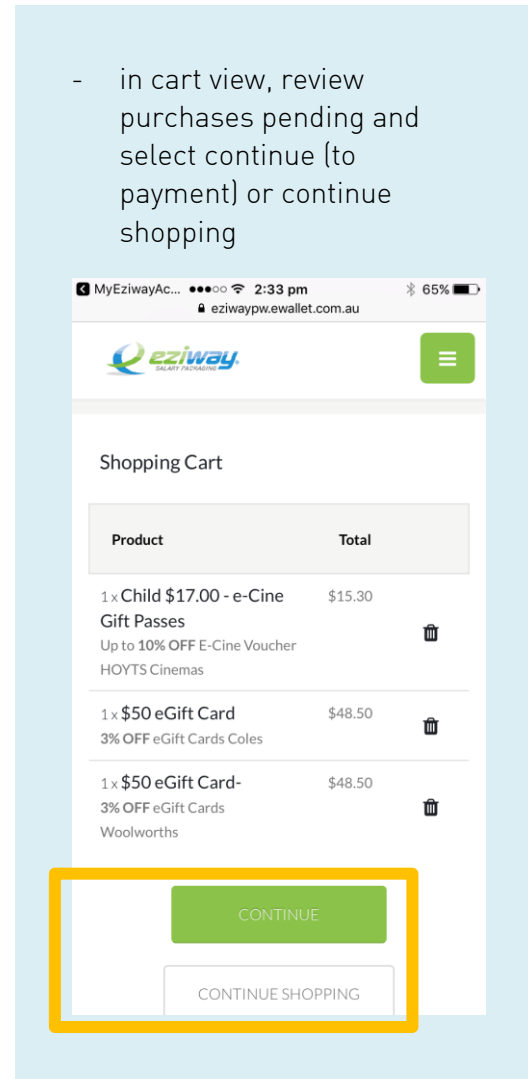 - in cart view, review
purchases pending and
select continue (to
payment) or continue
shopping
MyEziwayAc... 2:33 pm 65%
eziwaypw.ewallet.com.au
eziway.
SALARY PACKAGING
Shopping Cart
Product Total
1 x Child $17.00 - e-Cine $15.30
Gift Passes
Up to 10% OFF E-Cine Voucher
HOYTS Cinemas
1 x $50 eGift Card $48.50
3% OFF eGift Cards Coles
1 x $50 eGift Card- $48.50
3% OFF eGift Cards
Woolworths
CONTINUE
CONTINUE SHOPPING